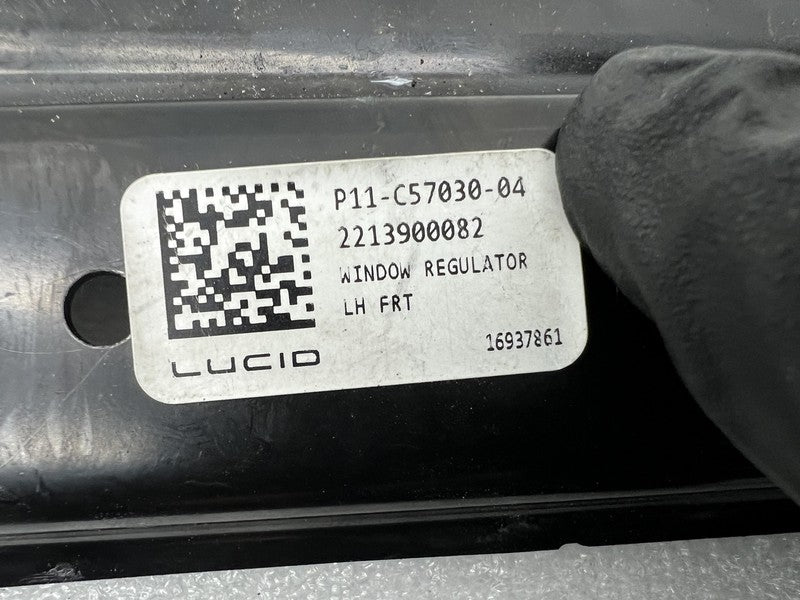 P11-C57030-04
2213900082
WINDOW REGULATOR
LH FRT
LUCID
16937861